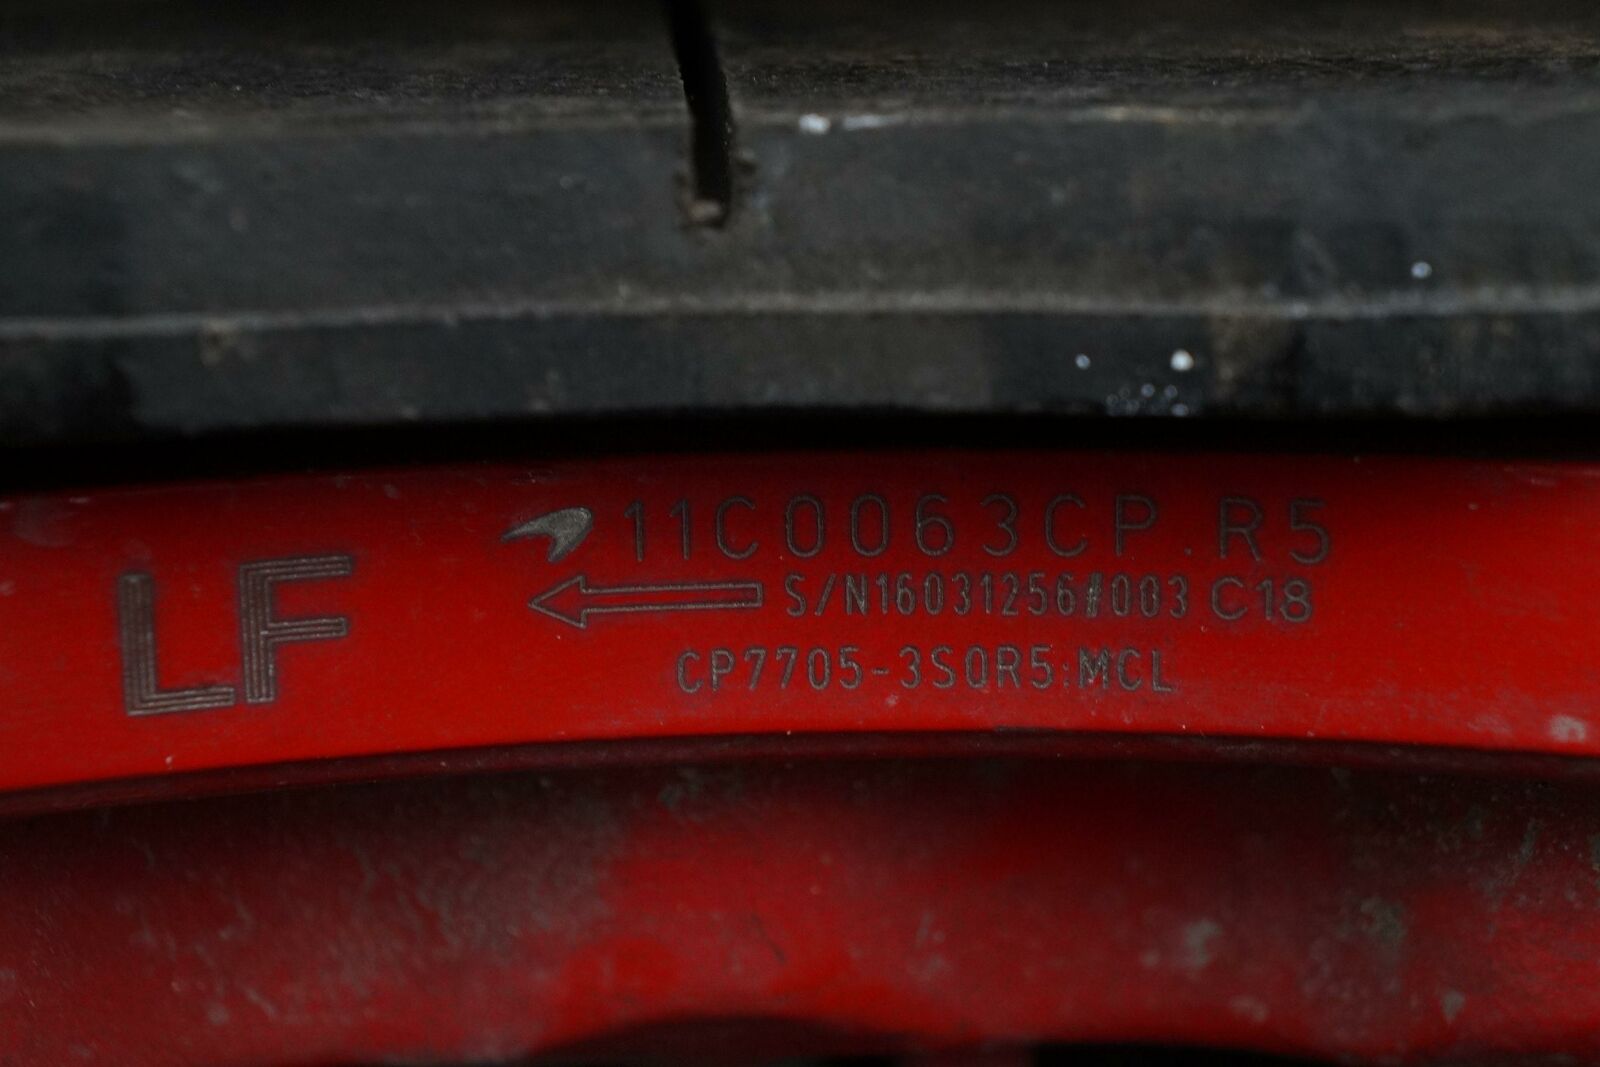 LF
11C0063CP.R5
S/N16031256#003 C18
CP7705-3S0R5:MCL